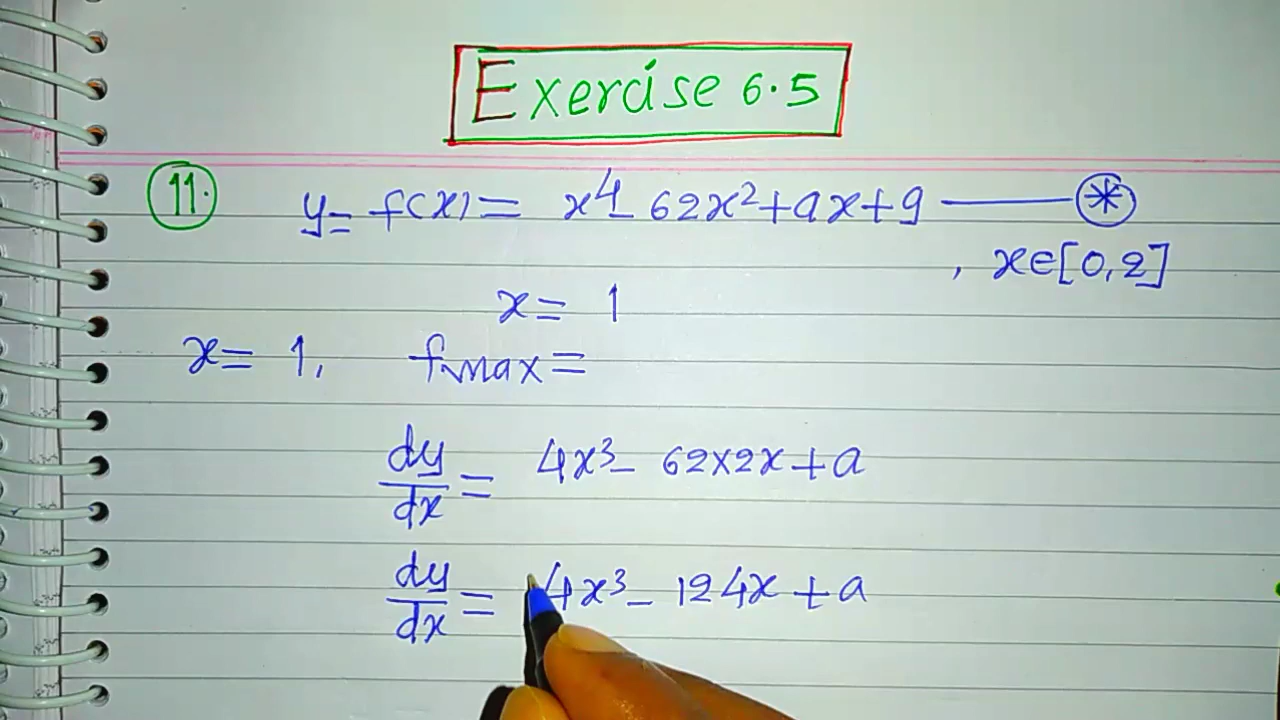 Exercise 6.5
11. y = f(x) = x⁴ - 62x² + ax + 9 ——— *
, x∈[0,2]
x = 1
x = 1, fmax =
dy/dx = 4x³ - 62×2x + a
dy/dx = 4x³ - 124x + a